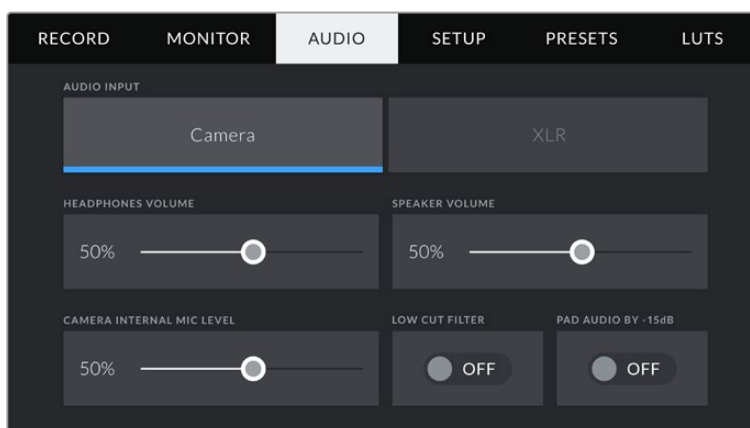 RECORD MONITOR AUDIO SETUP PRESETS LUTS
AUDIO INPUT
Camera XLR
HEADPHONES VOLUME SPEAKER VOLUME
50% 50%
CAMERA INTERNAL MIC LEVEL LOW CUT FILTER PAD AUDIO BY -15dB
50% OFF OFF